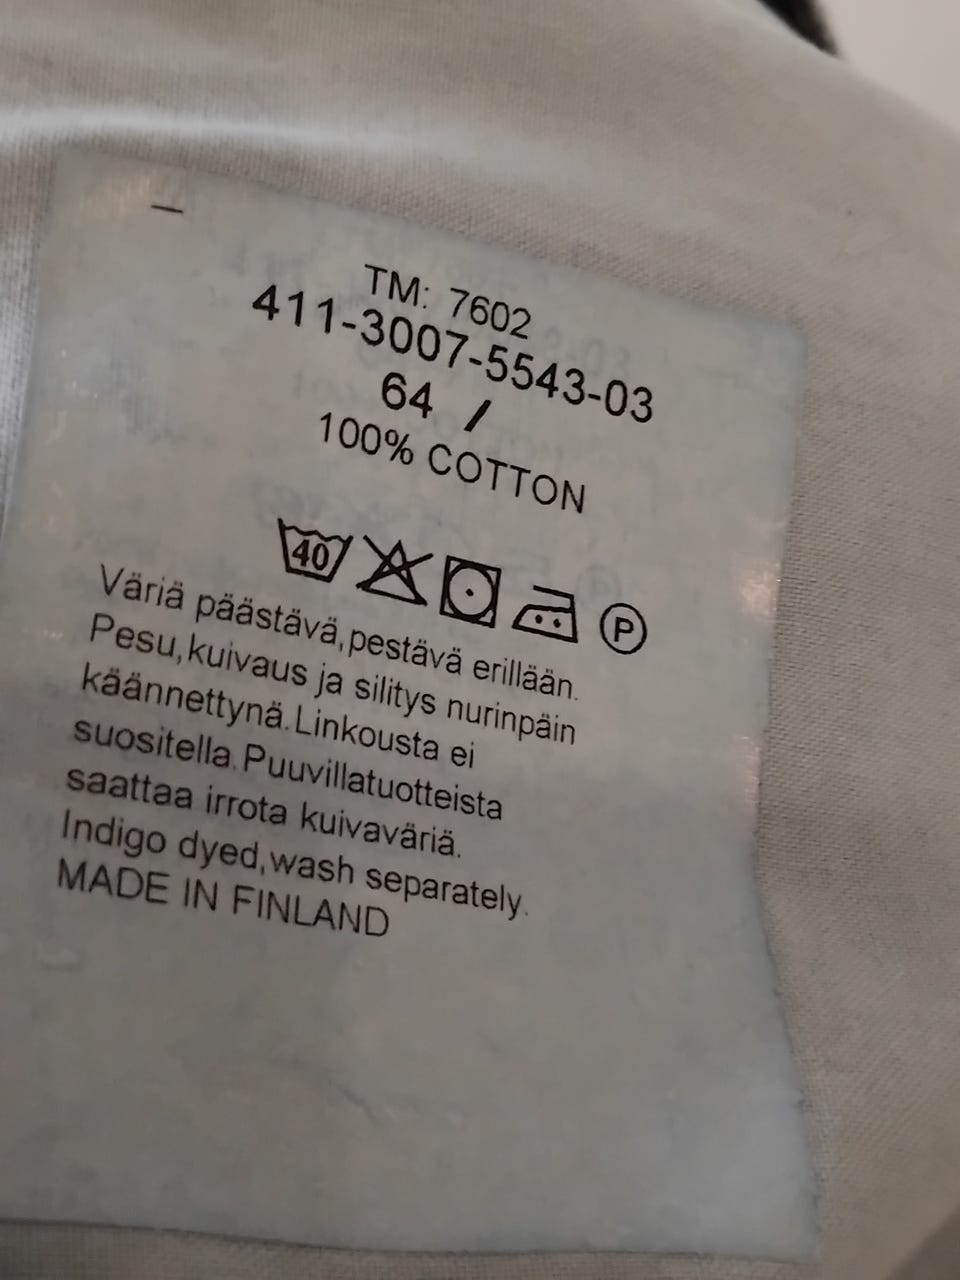 TM: 7602
411-3007-5543-03
64 /
100% COTTON
40 P
Väriä päästävä,pestävä erillään.
Pesu,kuivaus ja silitys nurinpäin
käännettynä.Linkousta ei
suositella.Puuvillatuotteista
saattaa irrota kuivaväriä.
Indigo dyed,wash separately.
MADE IN FINLAND